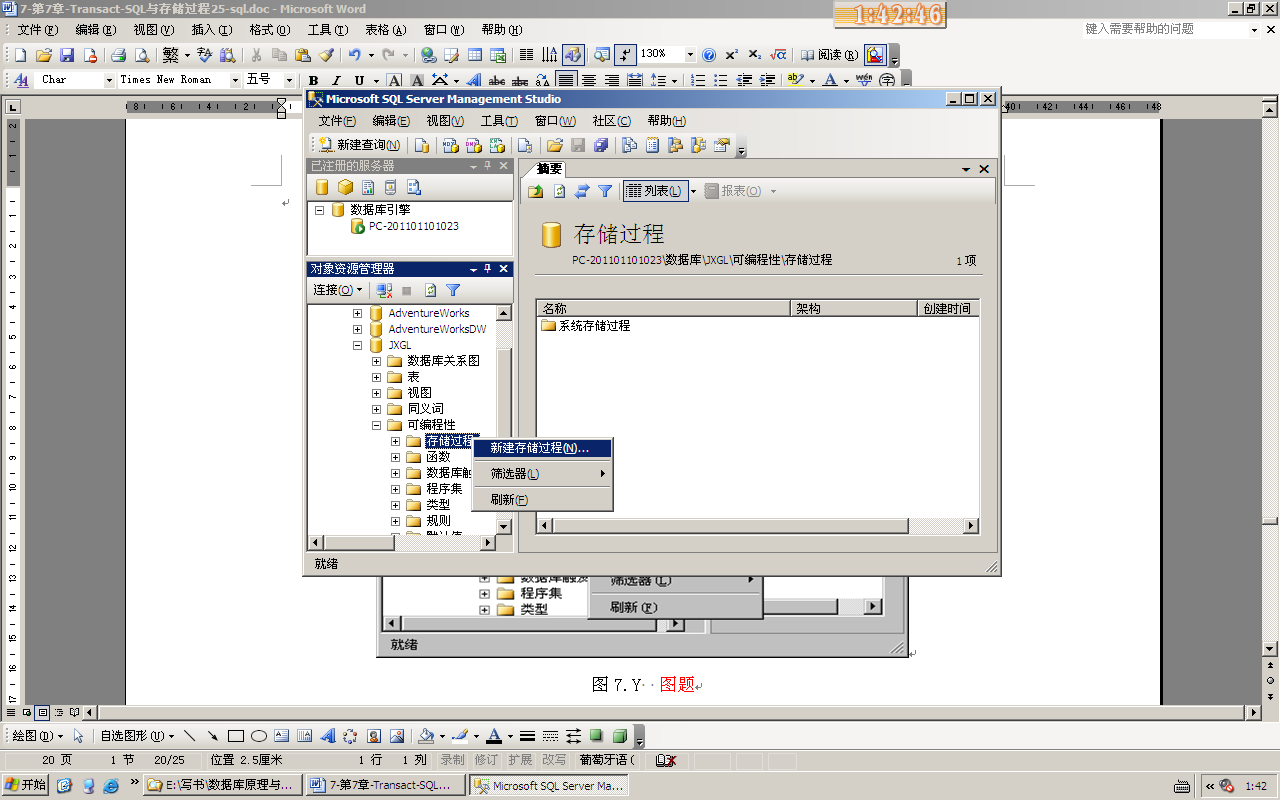 7-第7章-Transact-SQL与存储过程25-sql.doc - Microsoft Word
1:42:46
文件(F) 编辑(E) 视图(V) 插入(I) 格式(O) 工具(T) 表格(A) 窗口(W) 帮助(H)
键入需要帮助的问题
繁 130% 阅读(R)
Char Times New Roman 五号 B I U A A abc abc A wén 字
Microsoft SQL Server Management Studio
文件(F) 编辑(E) 视图(V) 工具(T) 窗口(W) 社区(C) 帮助(H)
新建查询(N)
已注册的服务器
数据库引擎
PC-201101101023
对象资源管理器
连接(O)
AdventureWorks
AdventureWorksDW
JXGL
数据库关系图
表
视图
同义词
可编程性
存储过程
函数
数据库触
程序集
类型
规则
新建存储过程(N)...
筛选器(L)
刷新(F)
摘要
列表(L) 报表(O)
存储过程
PC-201101101023\数据库\JXGL\可编程性\存储过程
1 项
名称 架构 创建时间
系统存储过程
就绪
数据库触发
程序集
类型
筛选器(L)
刷新(F)
就绪
图 7.Y 图题
绘图(D) 自选图形(U)
20 页 1 节 20/25 位置 2.5厘米 1 行 1 列 录制 修订 扩展 改写 葡萄牙语(
开始 E:\写书\数据库原理与... 7-第7章-Transact-SQL... Microsoft SQL Server Ma... 1:42